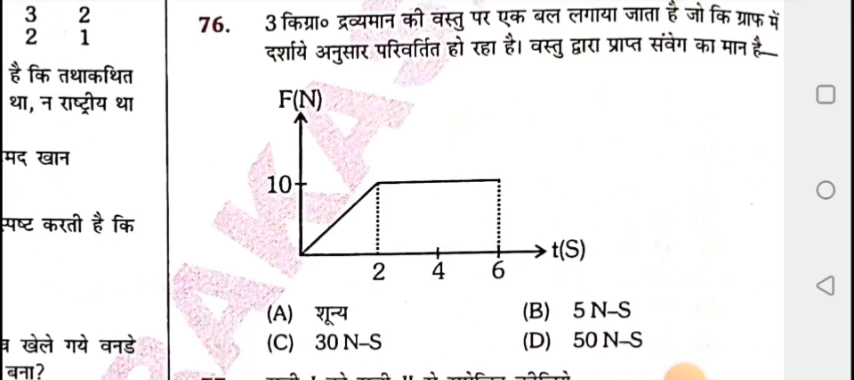 3 2
2 1
है कि तथाकथित
था, न राष्ट्रीय था
मद खान
स्पष्ट करती है कि
व खेले गये वनडे
बना?
76. 3 किग्रा० द्रव्यमान की वस्तु पर एक बल लगाया जाता है जो कि ग्राफ में
दर्शाये अनुसार परिवर्तित हो रहा है। वस्तु द्वारा प्राप्त संवेग का मान है–
F(N)
10
t(S)
2 4 6
(A) शून्य (B) 5 N–S
(C) 30 N–S (D) 50 N–S